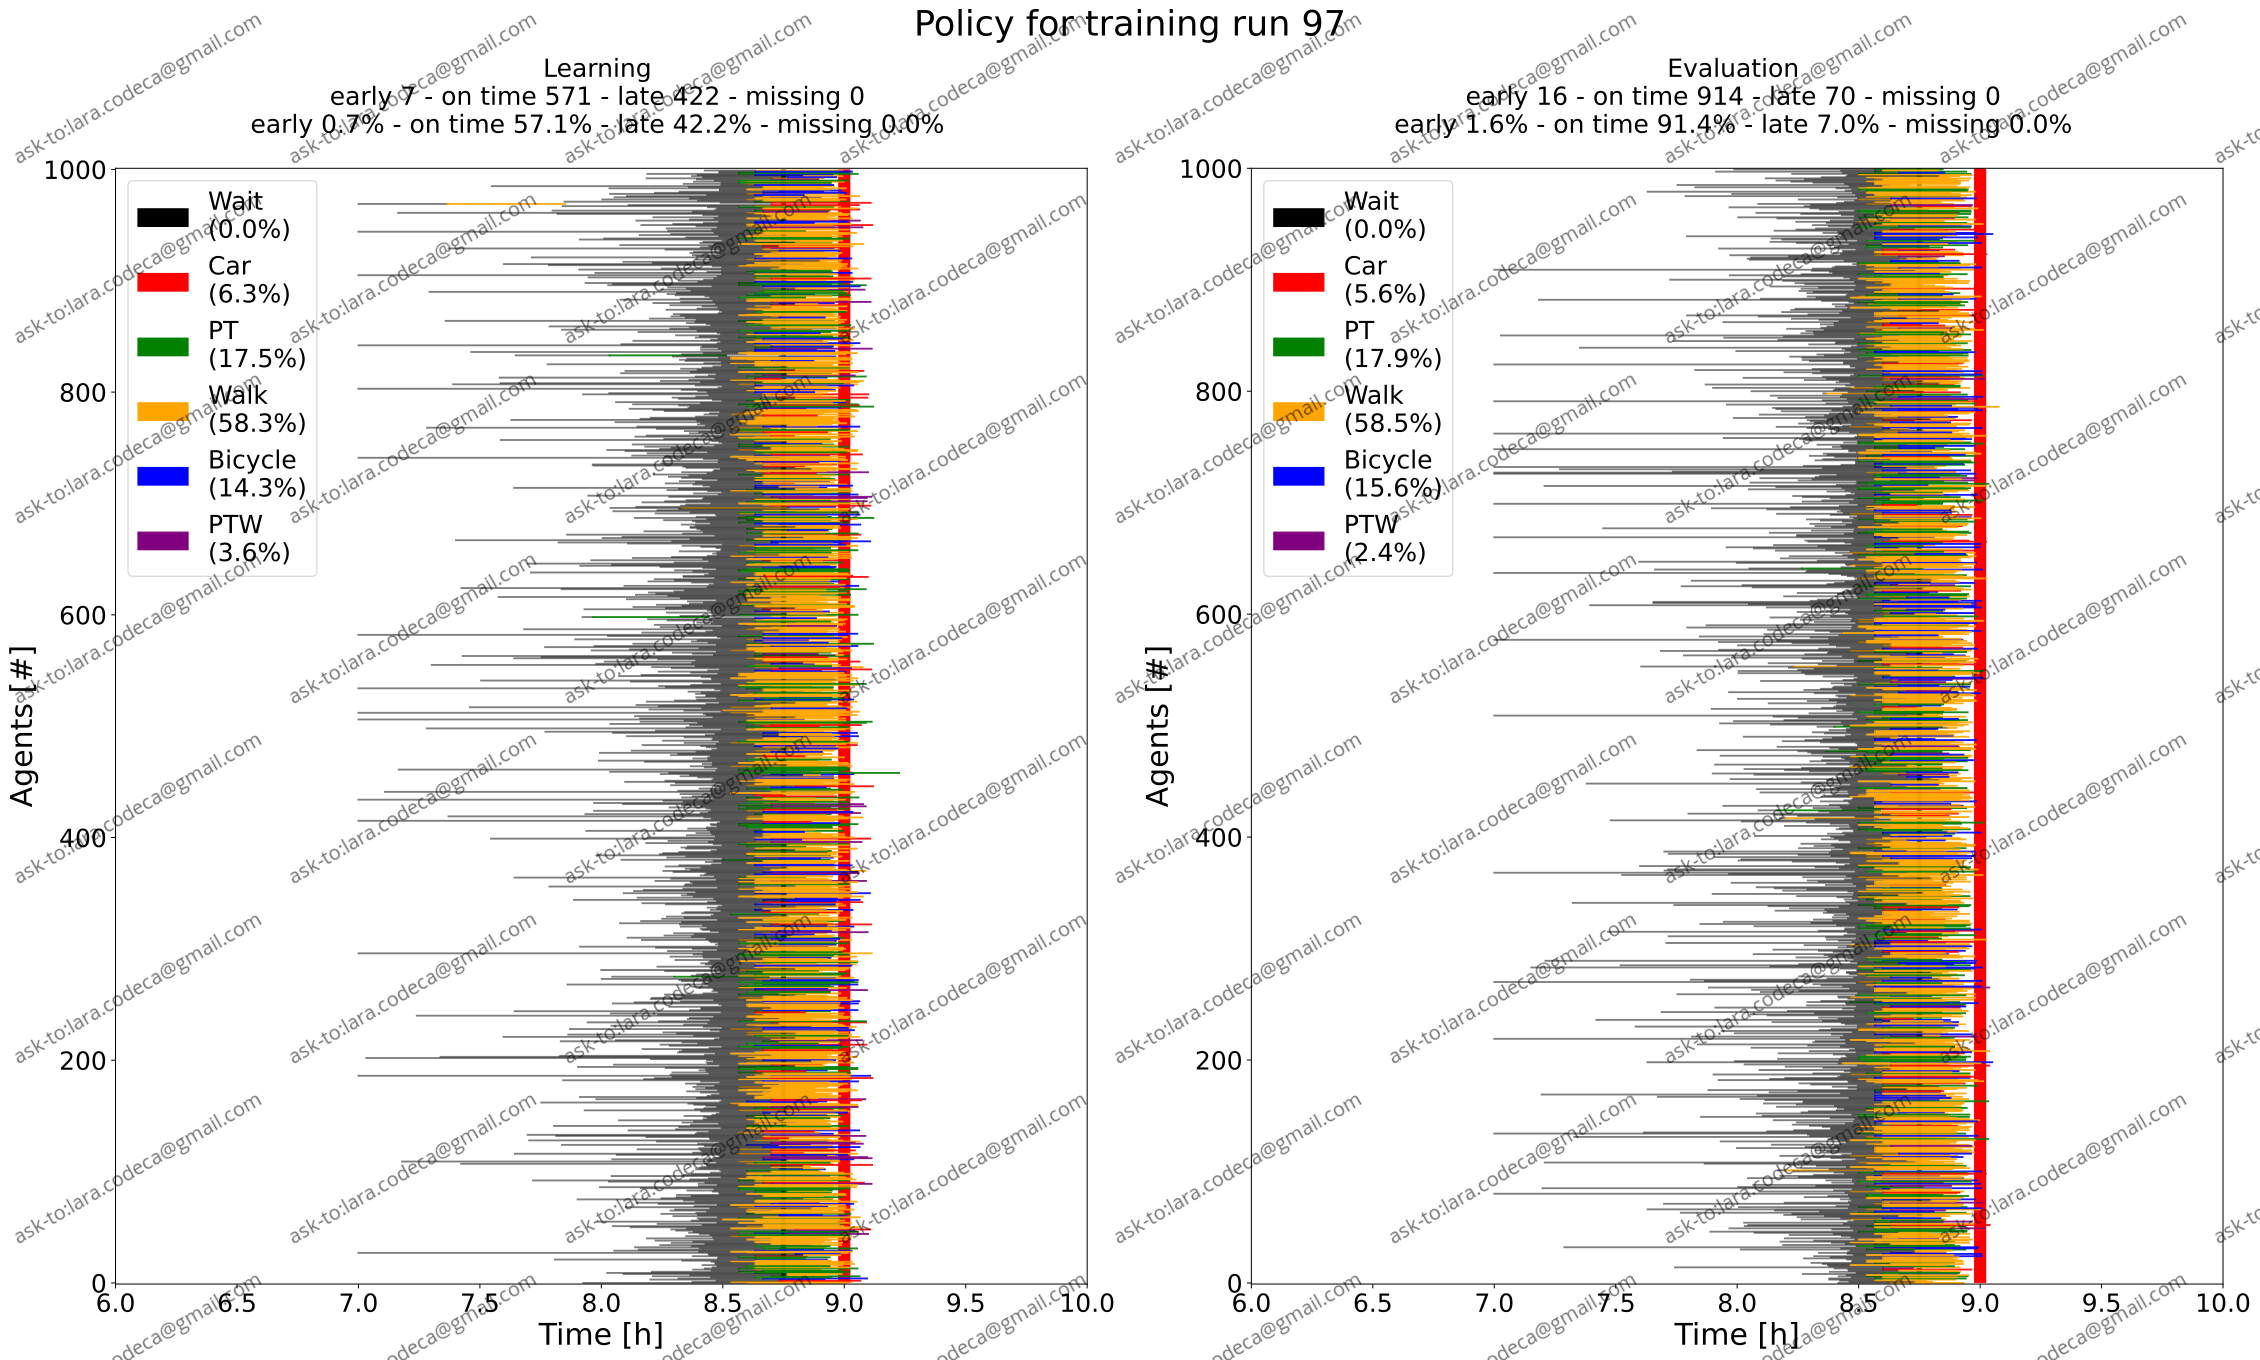 Policy for training run 97
Learning
early 7 - on time 571 - late 422 - missing 0
early 0.7% - on time 57.1% - late 42.2% - missing 0.0%
Evaluation
early 16 - on time 914 - late 70 - missing 0
early 1.6% - on time 91.4% - late 7.0% - missing 0.0%
Agents [#]
1000
800
600
400
200
0
Wait
(0.0%)
Car
(6.3%)
PT
(17.5%)
Walk
(58.3%)
Bicycle
(14.3%)
PTW
(3.6%)
6.0 6.5 7.0 7.5 8.0 8.5 9.0 9.5 10.0
Time [h]
Agents [#]
1000
800
600
400
200
0
Wait
(0.0%)
Car
(5.6%)
PT
(17.9%)
Walk
(58.5%)
Bicycle
(15.6%)
PTW
(2.4%)
6.0 6.5 7.0 7.5 8.0 8.5 9.0 9.5 10.0
Time [h]
ask-to:lara.codeca@gmail.com